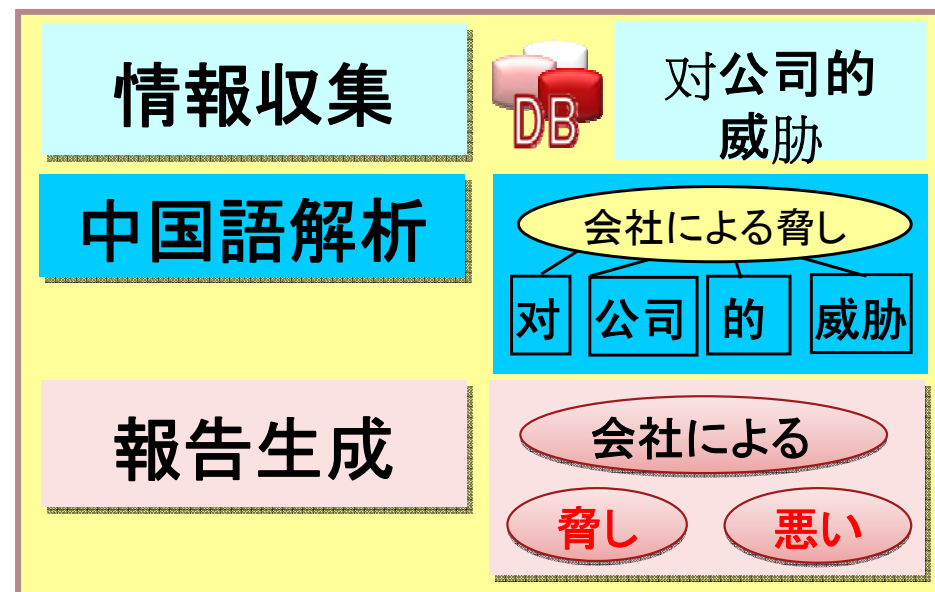 情報収集
DB
对公司的
威胁
中国語解析
会社による脅し
对 公司 的 威胁
報告生成
会社による
脅し 悪い